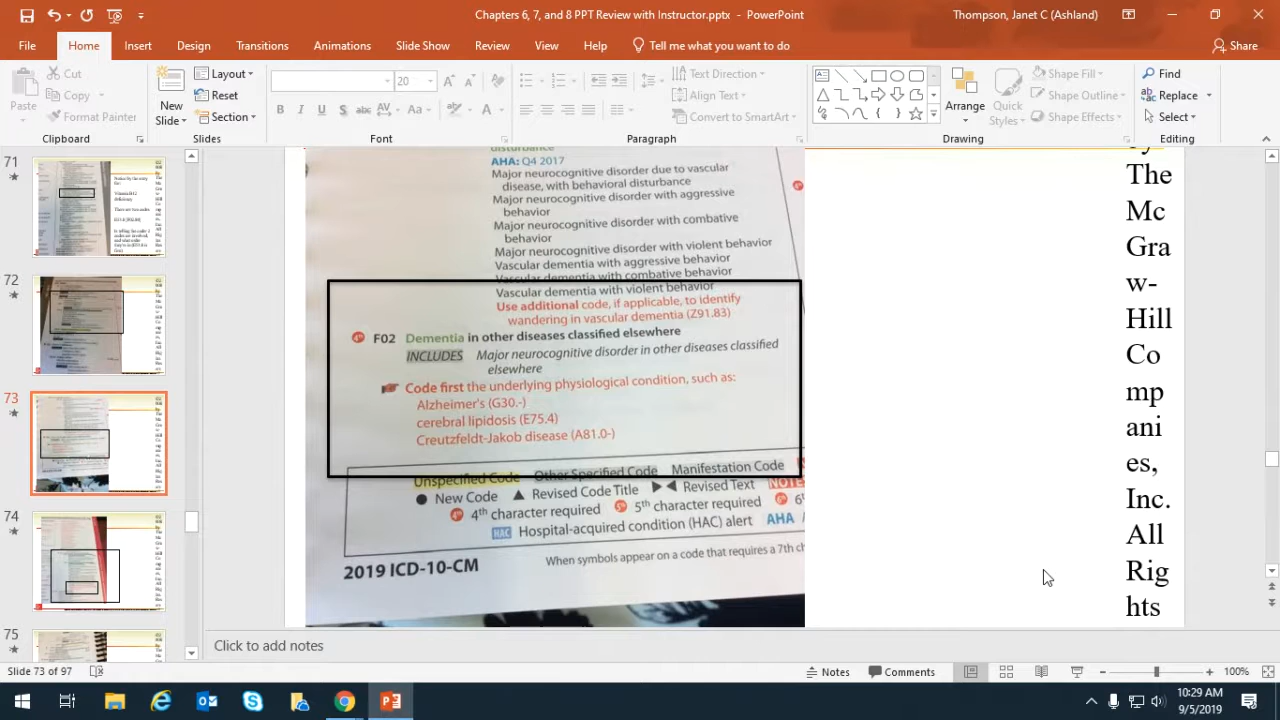 Chapters 6, 7, and 8 PPT Review with Instructor.pptx - PowerPoint
Thompson, Janet C (Ashland)
File Home Insert Design Transitions Animations Slide Show Review View Help Tell me what you want to do
Share
Paste
Cut
Copy
Format Painter
Clipboard
New Slide
Layout
Reset
Section
Slides
20
Font
Text Direction
Align Text
Convert to SmartArt
Paragraph
Arrange
Quick Styles
Shape Fill
Shape Outline
Shape Effects
Drawing
Find
Replace
Select
Editing
71
72
73
74
75
disturbance
AHA: Q4 2017
Major neurocognitive disorder due to vascular
disease, with behavioral disturbance
Major neurocognitive disorder with aggressive
behavior
Major neurocognitive disorder with combative
behavior
Major neurocognitive disorder with violent behavior
Vascular dementia with aggressive behavior
Vascular dementia with combative behavior
Vascular dementia with violent behavior
Use additional code, if applicable, to identify
wandering in vascular dementia (Z91.83)
F02 Dementia in other diseases classified elsewhere
INCLUDES Major neurocognitive disorder in other diseases classified
elsewhere
Code first the underlying physiological condition, such as:
Alzheimer's (G30.-)
cerebral lipidosis (E75.4)
Creutzfeldt-Jakob disease (A81.0-)
Unspecified Code Other Specified Code Manifestation Code
New Code Revised Code Title Revised Text NOTE
4th character required 5th character required
HAC Hospital-acquired condition (HAC) alert AHA
When symbols appear on a code that requires a 7th ch
2019 ICD-10-CM
The
Mc
Gra
w-
Hill
Co
mp
ani
es,
Inc.
All
Rig
hts
Click to add notes
Slide 73 of 97
Notes
Comments
100%
10:29 AM
9/5/2019